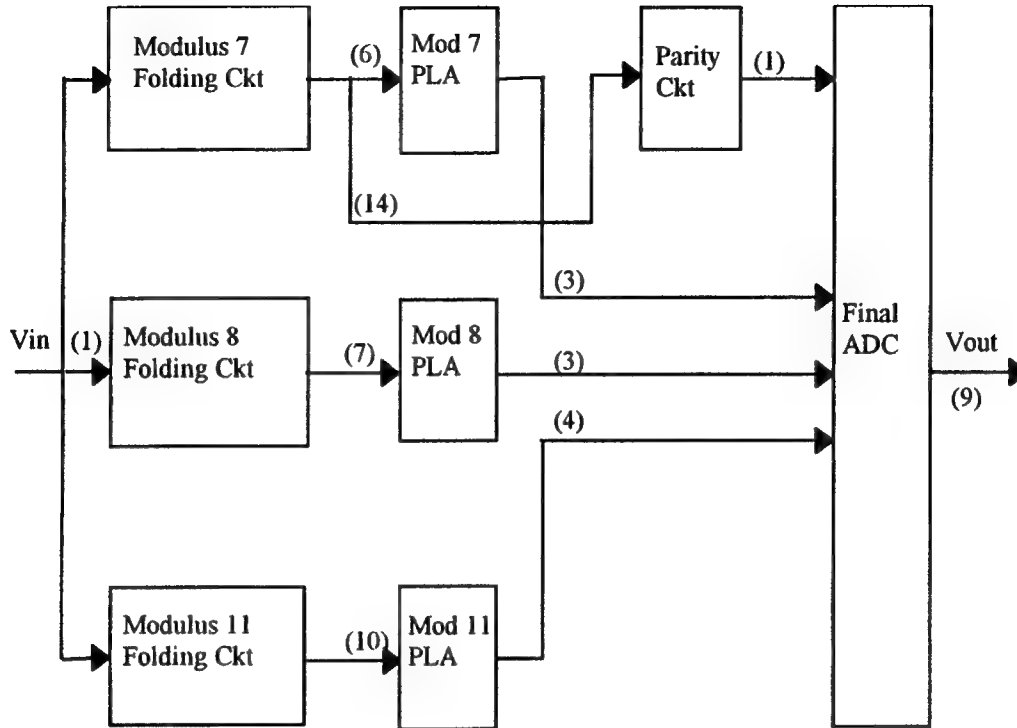 Modulus 7
Folding Ckt
(6)
Mod 7
PLA
Parity
Ckt
(1)
(14)
(3)
Vin
(1)
Modulus 8
Folding Ckt
(7)
Mod 8
PLA
(3)
Final
ADC
Vout
(9)
(4)
Modulus 11
Folding Ckt
(10)
Mod 11
PLA